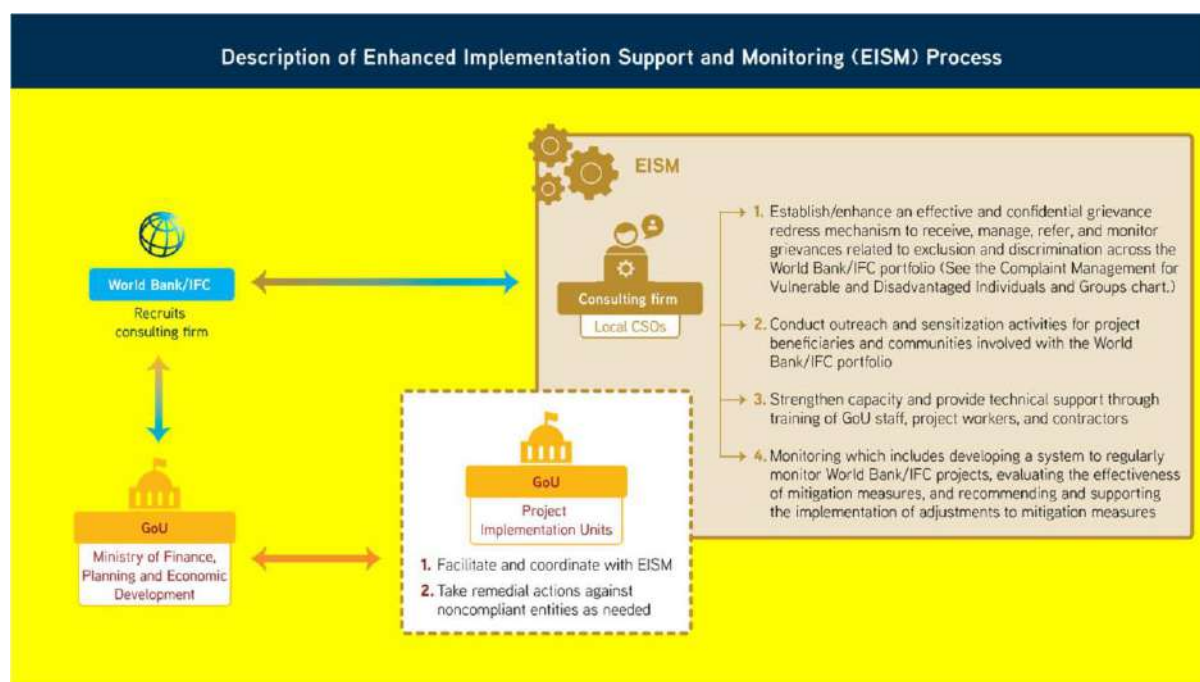 Description of Enhanced Implementation Support and Monitoring (EISM) Process
World Bank/IFC
Recruits
consulting firm
GoU
Ministry of Finance,
Planning and Economic
Development
GoU
Project
Implementation Units
1. Facilitate and coordinate with EISM
2. Take remedial actions against
noncompliant entities as needed
EISM
Consulting firm
Local CSOs
1. Establish/enhance an effective and confidential grievance
redress mechanism to receive, manage, refer, and monitor
grievances related to exclusion and discrimination across the
World Bank/IFC portfolio (See the Complaint Management for
Vulnerable and Disadvantaged Individuals and Groups chart.)
2. Conduct outreach and sensitization activities for project
beneficiaries and communities involved with the World
Bank/IFC portfolio
3. Strengthen capacity and provide technical support through
training of GoU staff, project workers, and contractors
4. Monitoring which includes developing a system to regularly
monitor World Bank/IFC projects, evaluating the effectiveness
of mitigation measures, and recommending and supporting
the implementation of adjustments to mitigation measures